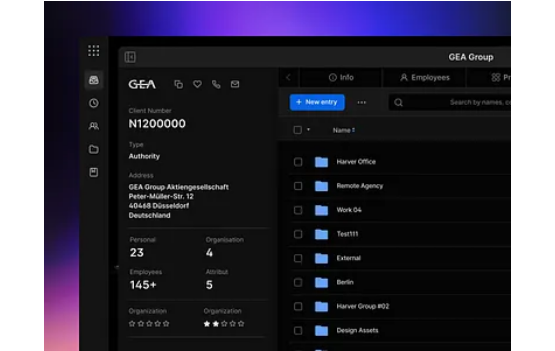 GEA Group
GEA
Info
Employees
New entry
Search by names, co
Client Number
N1200000
Name
Type
Authority
Harver Office
Address
GEA Group Aktiengesellschaft
Peter-Müller-Str. 12
40468 Düsseldorf
Deutschland
Remote Agency
Work 04
Test111
Personal
Organisation
23
4
External
Employees
Attribut
145+
5
Berlin
Harver Group #02
Organization
Organization
Design Assets